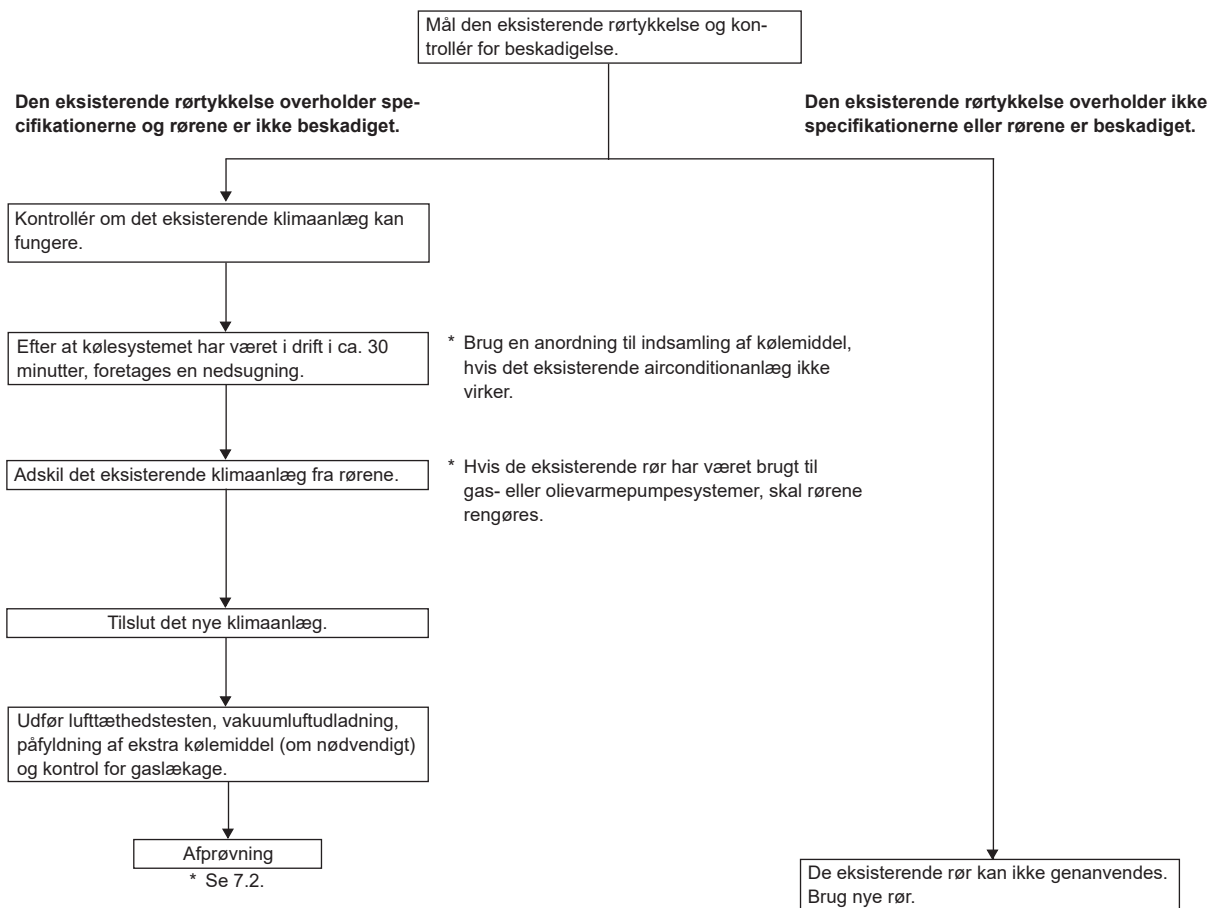 Mål den eksisterende rørtykkelse og kon-
trollér for beskadigelse.
Den eksisterende rørtykkelse overholder spe-
cifikationerne og rørene er ikke beskadiget.
Den eksisterende rørtykkelse overholder ikke
specifikationerne eller rørene er beskadiget.
Kontrollér om det eksisterende klimaanlæg kan
fungere.
Efter at kølesystemet har været i drift i ca. 30
minutter, foretages en nedsugning.
* Brug en anordning til indsamling af kølemiddel,
hvis det eksisterende airconditionanlæg ikke
virker.
Adskil det eksisterende klimaanlæg fra rørene.
* Hvis de eksisterende rør har været brugt til
gas- eller olievarmepumpesystemer, skal rørene
rengøres.
Tilslut det nye klimaanlæg.
Udfør lufttæthedstesten, vakuumluftudladning,
påfyldning af ekstra kølemiddel (om nødvendigt)
og kontrol for gaslækage.
Afprøvning
* Se 7.2.
De eksisterende rør kan ikke genanvendes.
Brug nye rør.